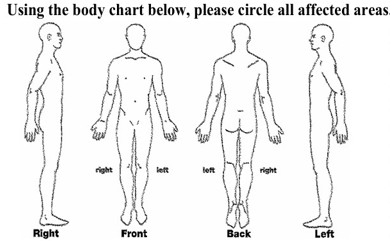 Using the body chart below, please circle all affected areas.
right left left right
Right Front Back Left